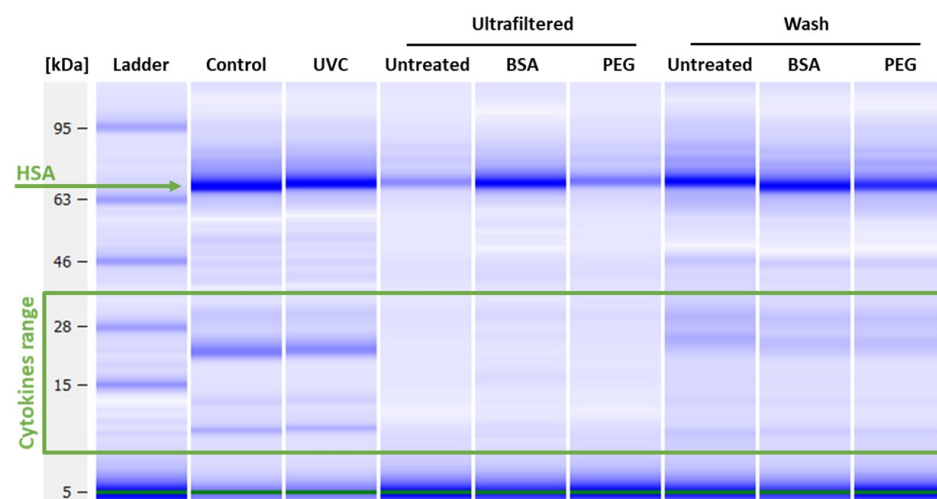 Ultrafiltered Wash
[kDa] Ladder Control UVC Untreated BSA PEG Untreated BSA PEG
95
HSA
63
46
Cytokines range
28
15
5